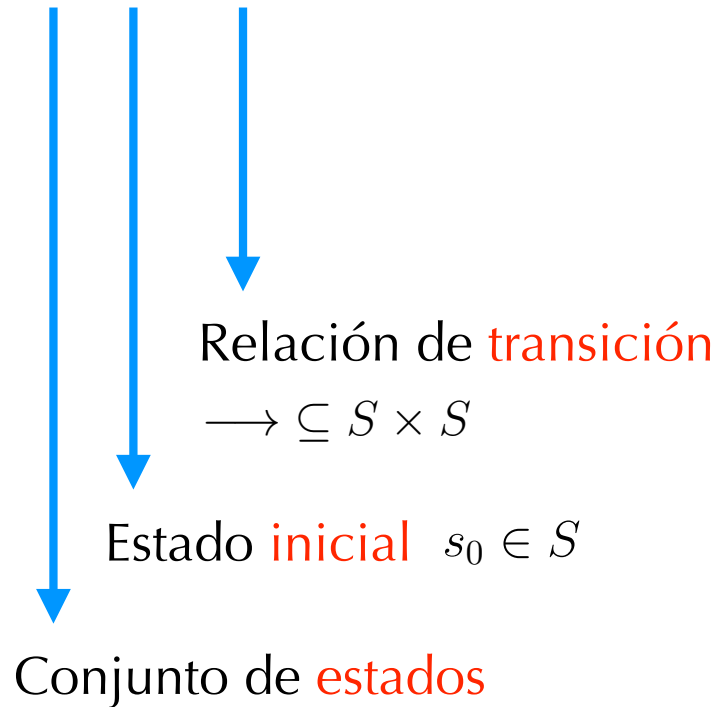 Relación de transición
⟶ ⊆ S × S
Estado inicial s₀ ∈ S
Conjunto de estados